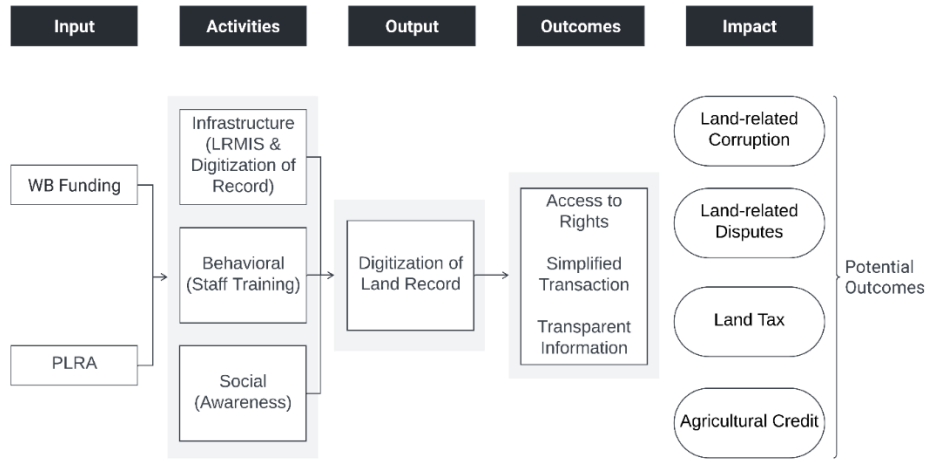 Input
Activities
Output
Outcomes
Impact
WB Funding
PLRA
Infrastructure
(LRMIS &
Digitization of
Record)
Behavioral
(Staff Training)
Social
(Awareness)
Digitization of
Land Record
Access to
Rights
Simplified
Transaction
Transparent
Information
Land-related
Corruption
Land-related
Disputes
Land Tax
Agricultural Credit
Potential
Outcomes